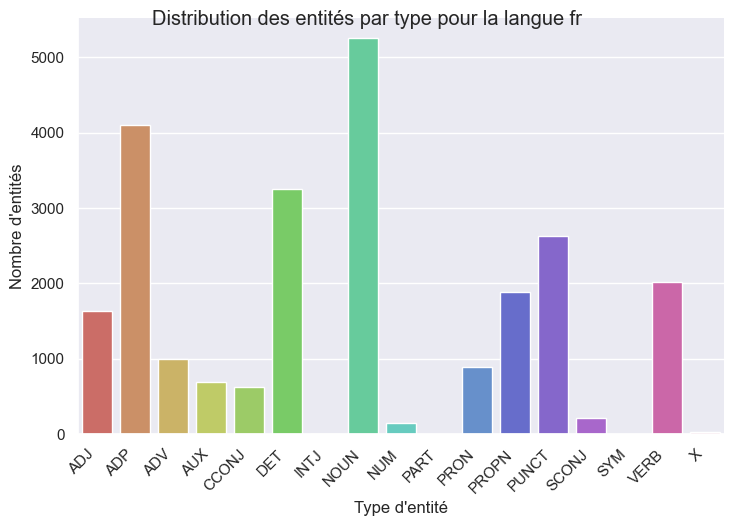 Distribution des entités par type pour la langue fr
5000
4000
3000
2000
1000
0
Nombre d'entités
ADJ
ADP
ADV
AUX
CCONJ
DET
INTJ
NOUN
NUM
PART
PRON
PROPN
PUNCT
SCONJ
SYM
VERB
X
Type d'entité